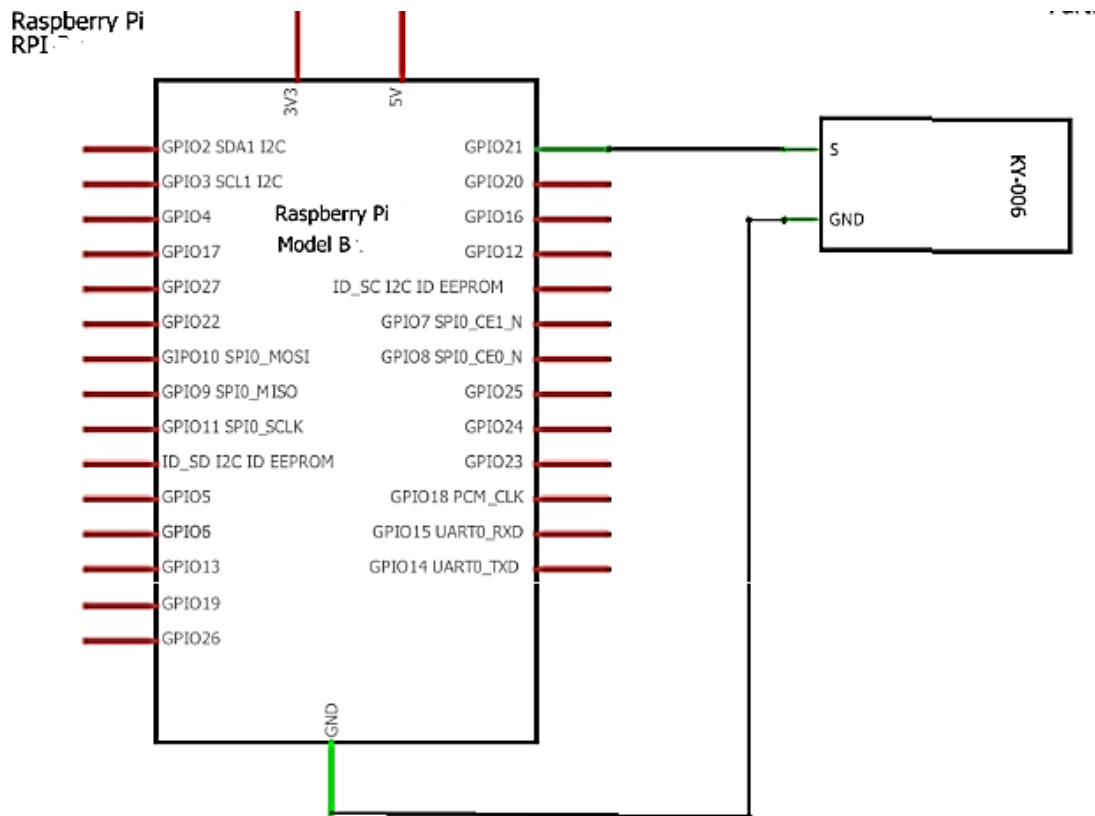 Raspberry Pi
RPI
3V3
5V
GPIO2 SDA1 I2C
GPIO21
S
KY-006
GPIO3 SCL1 I2C
GPIO20
GPIO4
Raspberry Pi
GPIO16
GND
Model B
GPIO17
GPIO12
GPIO27
ID_SC I2C ID EEPROM
GPIO22
GPIO7 SPI0_CE1_N
GIPO10 SPI0_MOSI
GPIO8 SPI0_CE0_N
GPIO9 SPI0_MISO
GPIO25
GPIO11 SPI0_SCLK
GPIO24
ID_SD I2C ID EEPROM
GPIO23
GPIO5
GPIO18 PCM_CLK
GPIO6
GPIO15 UART0_RXD
GPIO13
GPIO14 UART0_TXD
GPIO19
GPIO26
GND